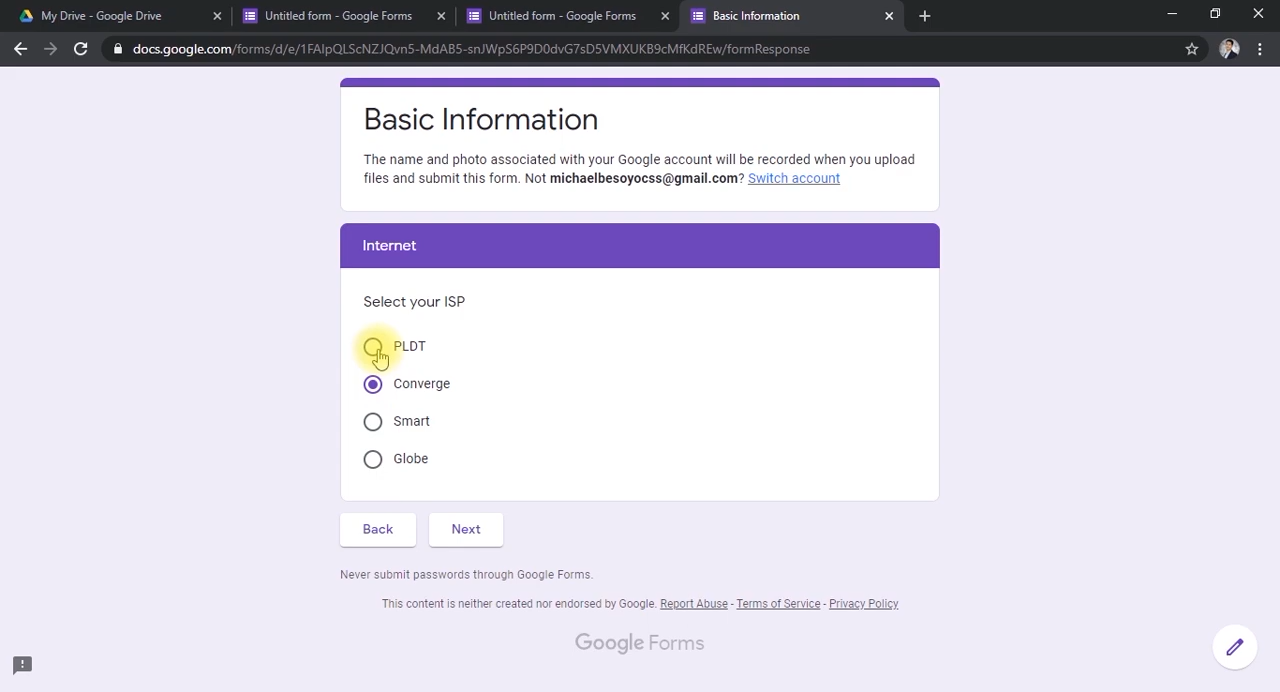 My Drive - Google Drive
Untitled form - Google Forms
Untitled form - Google Forms
Basic Information
docs.google.com/forms/d/e/1FAIpQLScNZJQvn5-MdAB5-snJWpS6P9D0dvG7sD5VMXUKB9cMfKdREw/formResponse
Basic Information
The name and photo associated with your Google account will be recorded when you upload
files and submit this form. Not michaelbesoyocss@gmail.com? Switch account
Internet
Select your ISP
PLDT
Converge
Smart
Globe
Back
Next
Never submit passwords through Google Forms.
This content is neither created nor endorsed by Google. Report Abuse - Terms of Service - Privacy Policy
Google Forms